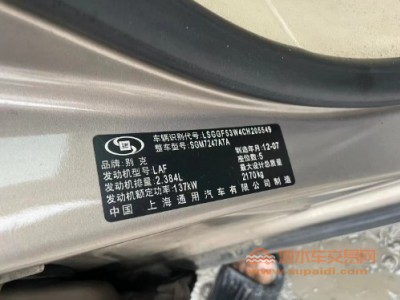 车辆识别代号: LSGGF53W4CH205549
整车型号: SGM7247ATA
品牌: 别克
制造年月: 12-07
发动机型号: LAF
座位数: 5
发动机排量: 2.384L
最大设计总质量
发动机额定功率: 137kW
2170kg
中国 上海通用汽车有限公司制造
www.supaidi.com